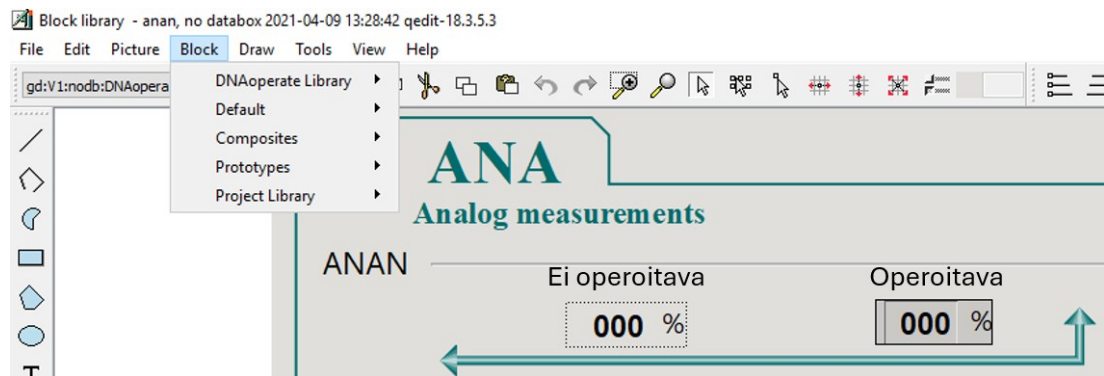 Block library - anan, no databox 2021-04-09 13:28:42 qedit-18.3.5.3
File Edit Picture Block Draw Tools View Help
gd:V1:nodb:DNAopera
DNAoperate Library
Default
Composites
Prototypes
Project Library
T
ANA
Analog measurements
ANAN
Ei operoitava Operoitava
000 % 000 %